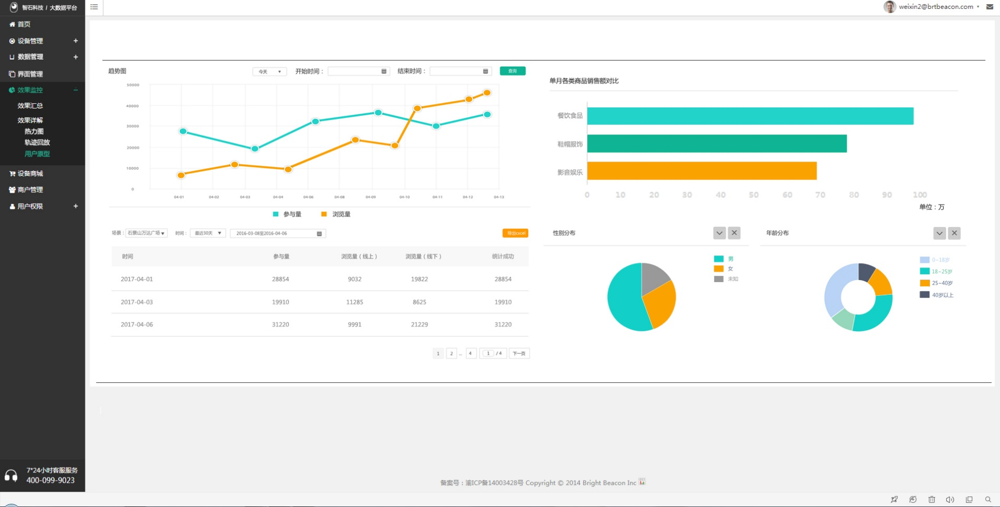 智石科技 / 大数据平台
weixin2@brtbeacon.com
首页
设备管理 +
数据管理 +
界面管理
效果监控 −
效果汇总
效果详解
热力图
轨迹回放
用户原型
设备商城
商户管理
用户权限 +
7*24小时客服服务
400-099-9023
趋势图 今天 开始时间： 结束时间： 查询
50000
40000
30000
20000
10000
0
04-01 04-02 04-03 04-04 04-06 04-08 04-09 04-10 04-11 04-12 04-13
参与量 浏览量
场景： 石景山万达广场 时间： 最近30天 2016-03-08至2016-04-06 导出cxcel
时间 参与量 浏览量（线上） 浏览量（线下） 统计成功
2017-04-01 28854 9032 19822 28854
2017-04-03 19910 11285 8625 19910
2017-04-06 31220 9991 21229 31220
1 2 ... 4 1 / 4 下一页
单月各类商品销售额对比
餐饮食品
鞋帽服饰
影音娱乐
0 10 20 30 40 50 60 70 80 90 100
单位：万
性别分布
男
女
未知
年龄分布
0~18岁
18~25岁
25~40岁
40岁以上
备案号：渝ICP备14003428号 Copyright © 2014 Bright Beacon Inc